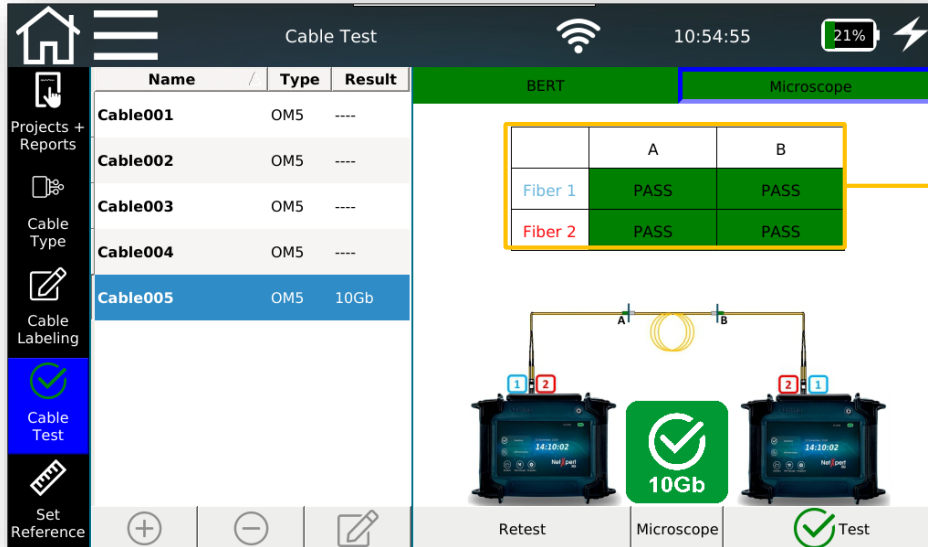 Cable Test
10:54:55
21%
Projects +
Reports
Cable
Type
Cable
Labeling
Cable
Test
Set
Reference
Name / Type Result
Cable001 OM5 ----
Cable002 OM5 ----
Cable003 OM5 ----
Cable004 OM5 ----
Cable005 OM5 10Gb
BERT Microscope
A B
Fiber 1 PASS PASS
Fiber 2 PASS PASS
A B
1 2
2 1
14:10:02
NetXpert
14:10:02
NetXpert
10Gb
Retest Microscope Test